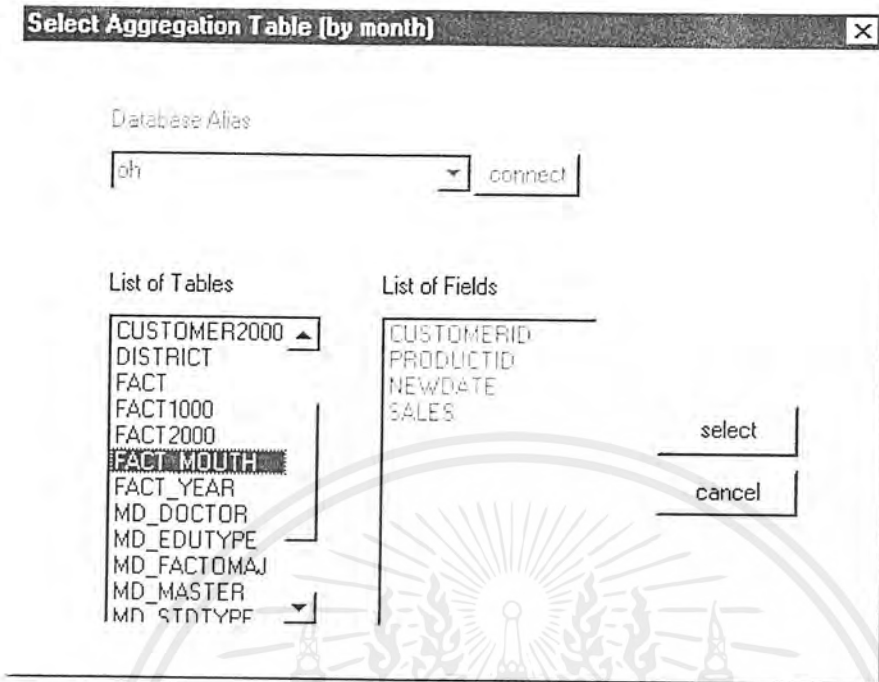 Select Aggregation Table (by month)
Database Alias
oh
connect
List of Tables
List of Fields
CUSTOMER2000
DISTRICT
FACT
FACT1000
FACT2000
FACT_MOUTH
FACT_YEAR
MD_DOCTOR
MD_EDUTYPE
MD_FACTOMAJ
MD_MASTER
MD_STDTYPE
CUSTOMERID
PRODUCTID
NEWDATE
SALES
select
cancel